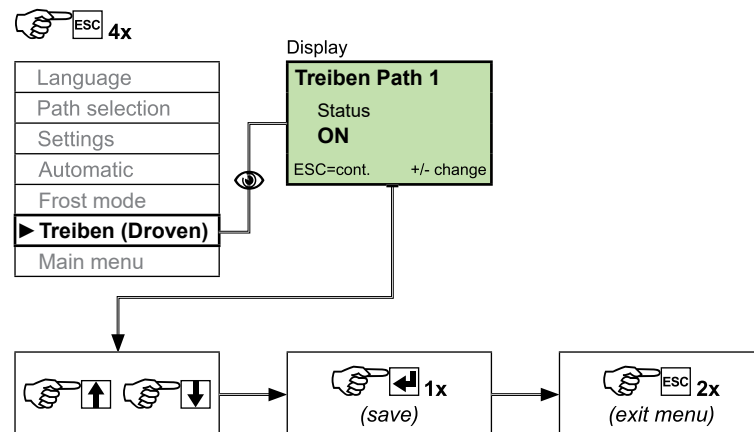 ESC 4x
Display
Language
Path selection
Settings
Automatic
Frost mode
Treiben (Droven)
Main menu
Treiben Path 1
Status
ON
ESC=cont. +/- change
1x
(save)
ESC 2x
(exit menu)